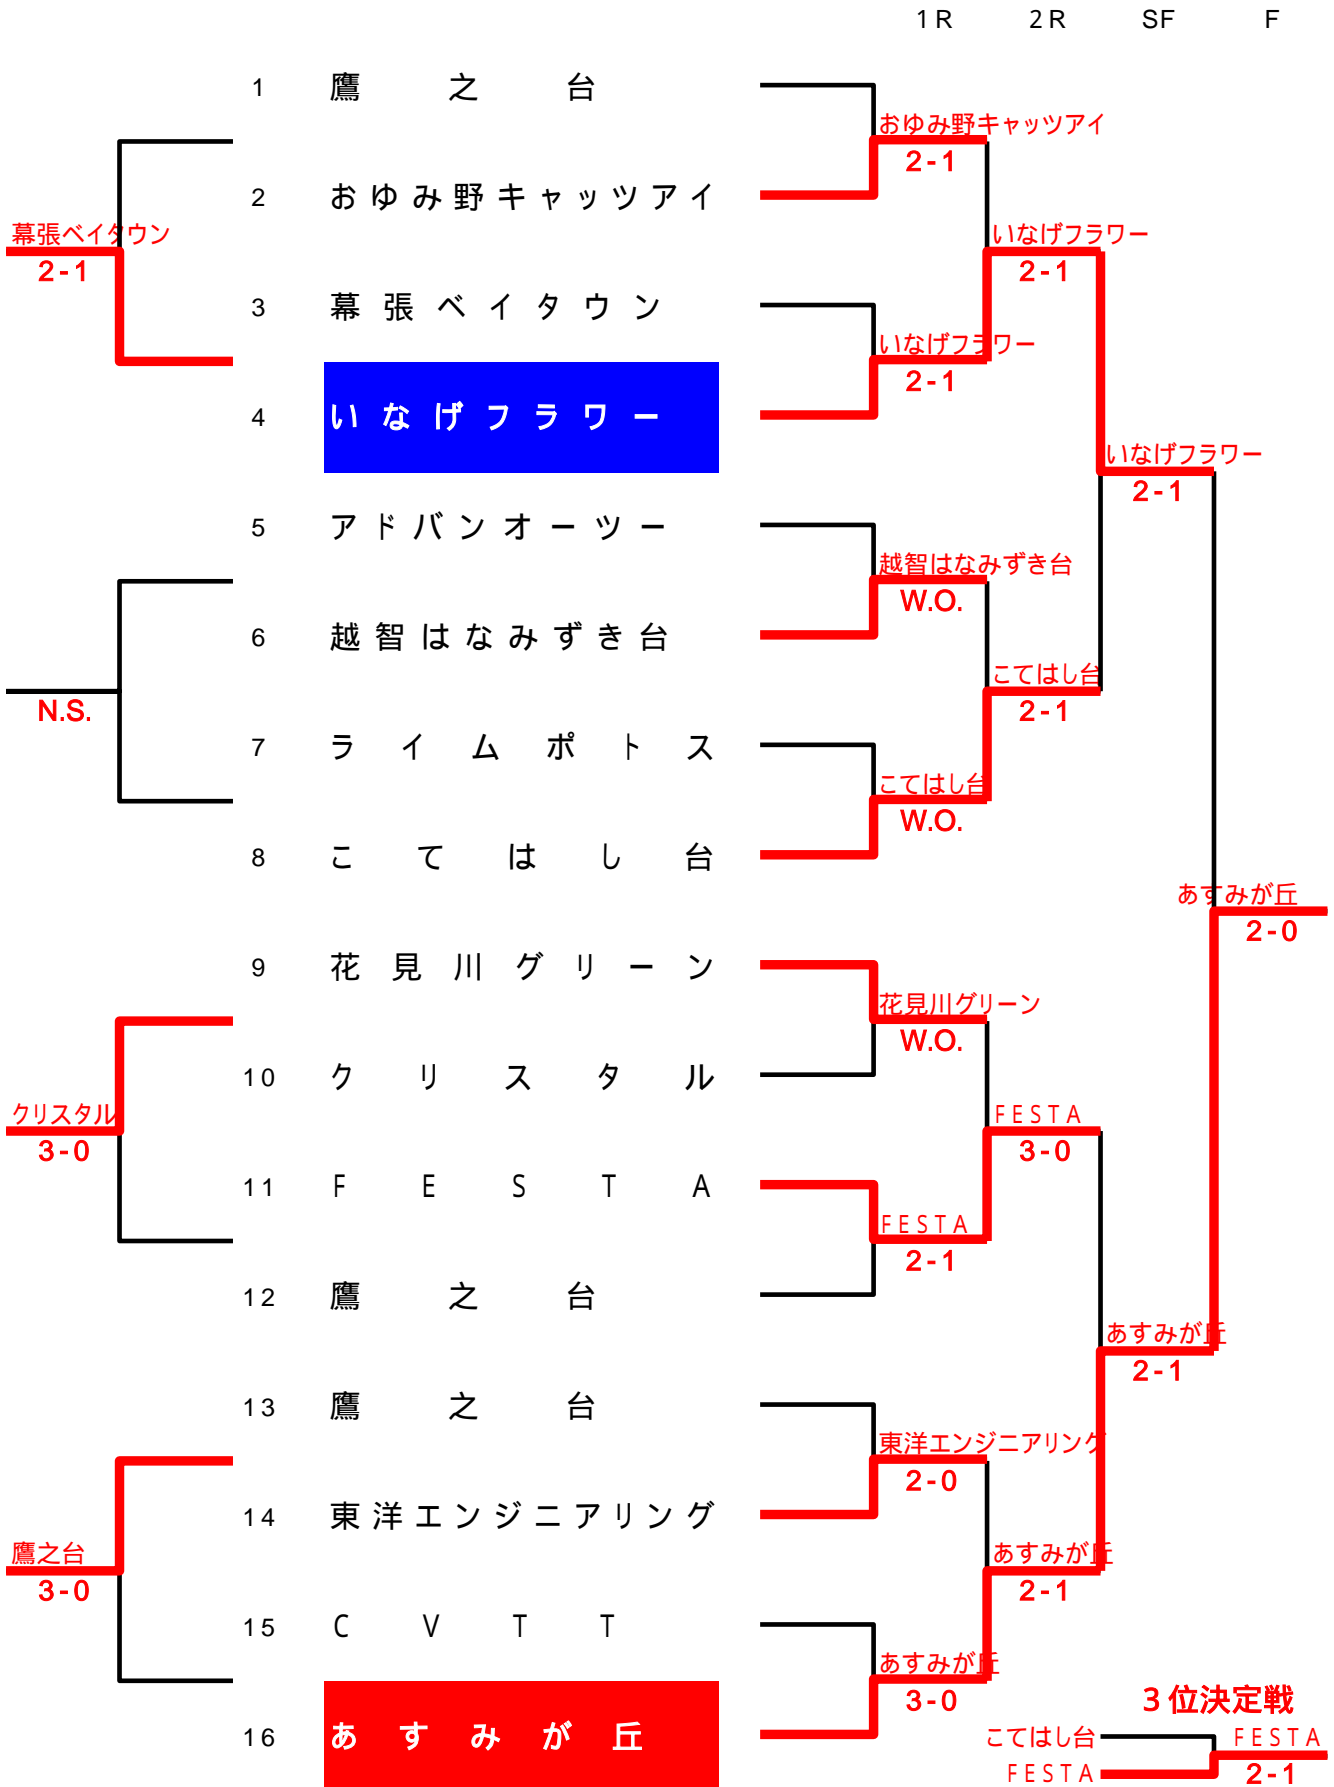 1R 2R SF F
1 鷹之台
おゆみ野キャッツアイ
2-1
2 おゆみ野キャッツアイ
幕張ベイタウン
2-1
いなげフラワー
2-1
3 幕張ベイタウン
いなげフラワー
2-1
4 いなげフラワー
いなげフラワー
2-1
5 アドバンオーツー
越智はなみずき台
W.O.
6 越智はなみずき台
N.S.
こてはし台
2-1
7 ライムポトス
こてはし台
W.O.
8 こてはし台
あすみが丘
2-0
9 花見川グリーン
花見川グリーン
W.O.
10 クリスタル
クリスタル
3-0
FESTA
3-0
11 FESTA
FESTA
2-1
12 鷹之台
あすみが丘
2-1
13 鷹之台
東洋エンジニアリング
2-0
14 東洋エンジニアリング
鷹之台
3-0
あすみが丘
2-1
15 CVTT
あすみが丘
3-0
16 あすみが丘
3位決定戦
こてはし台
FESTA
FESTA
2-1